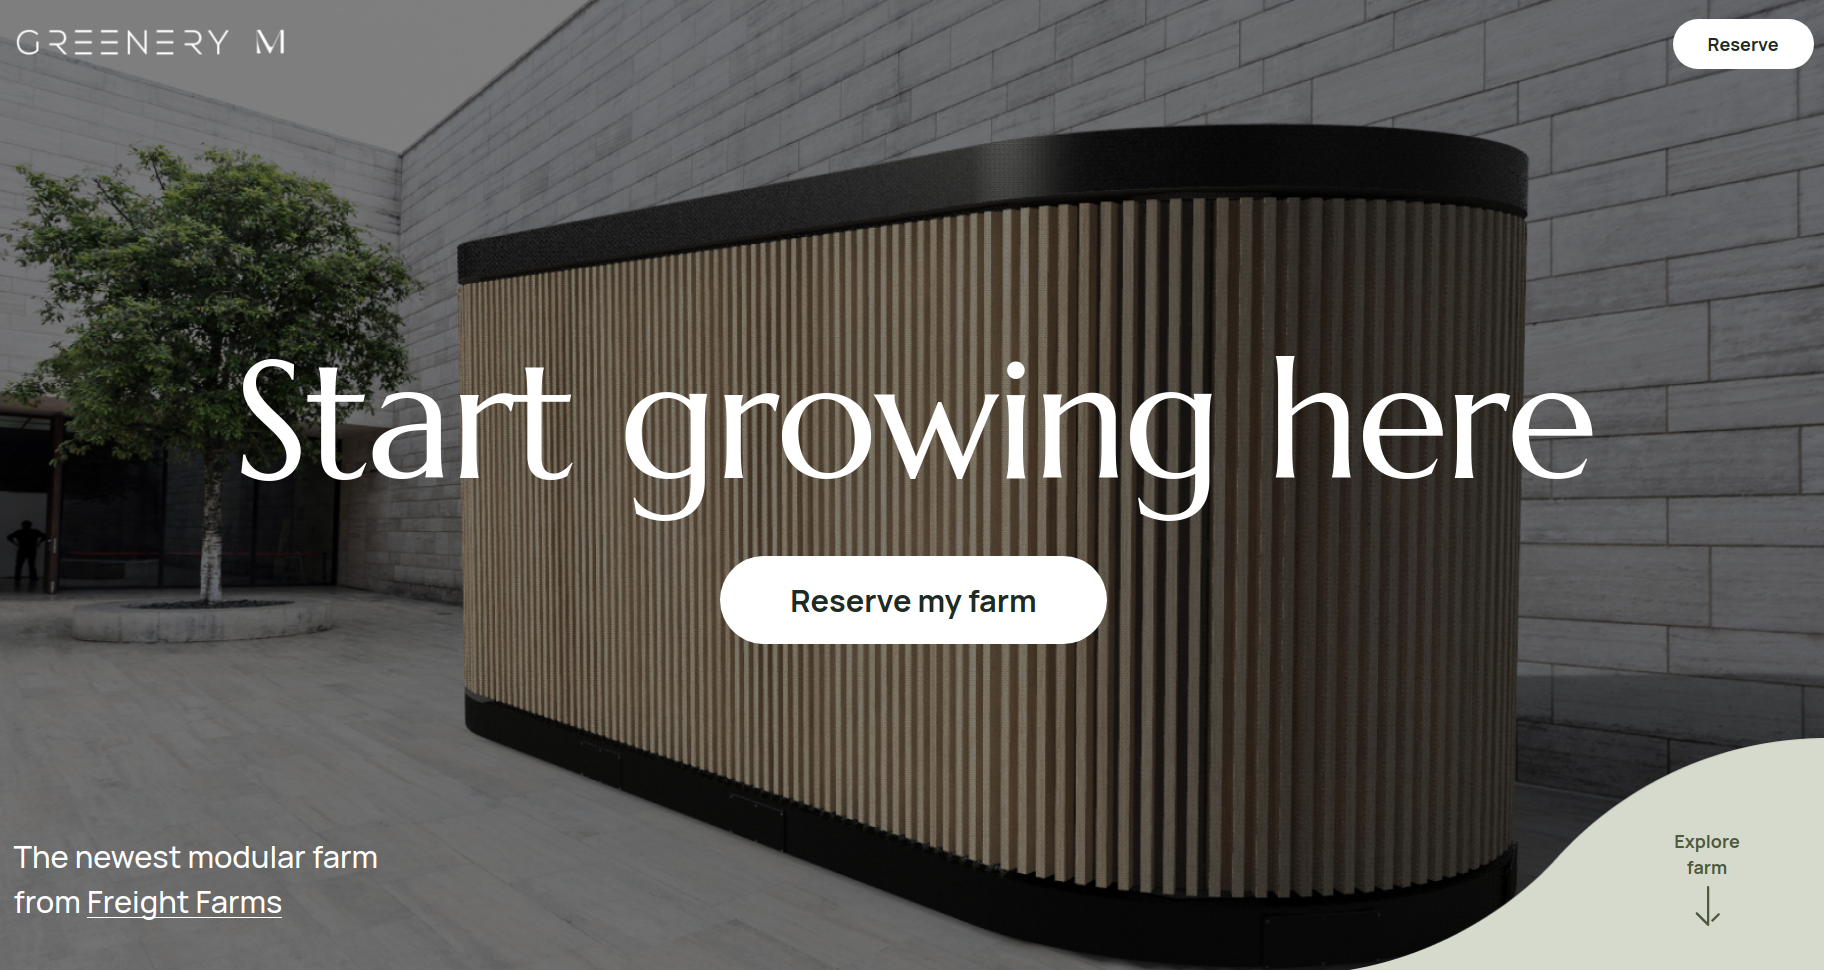 GREENERY M
Reserve
Start growing here
Reserve my farm
The newest modular farm
from Freight Farms
Explore
farm